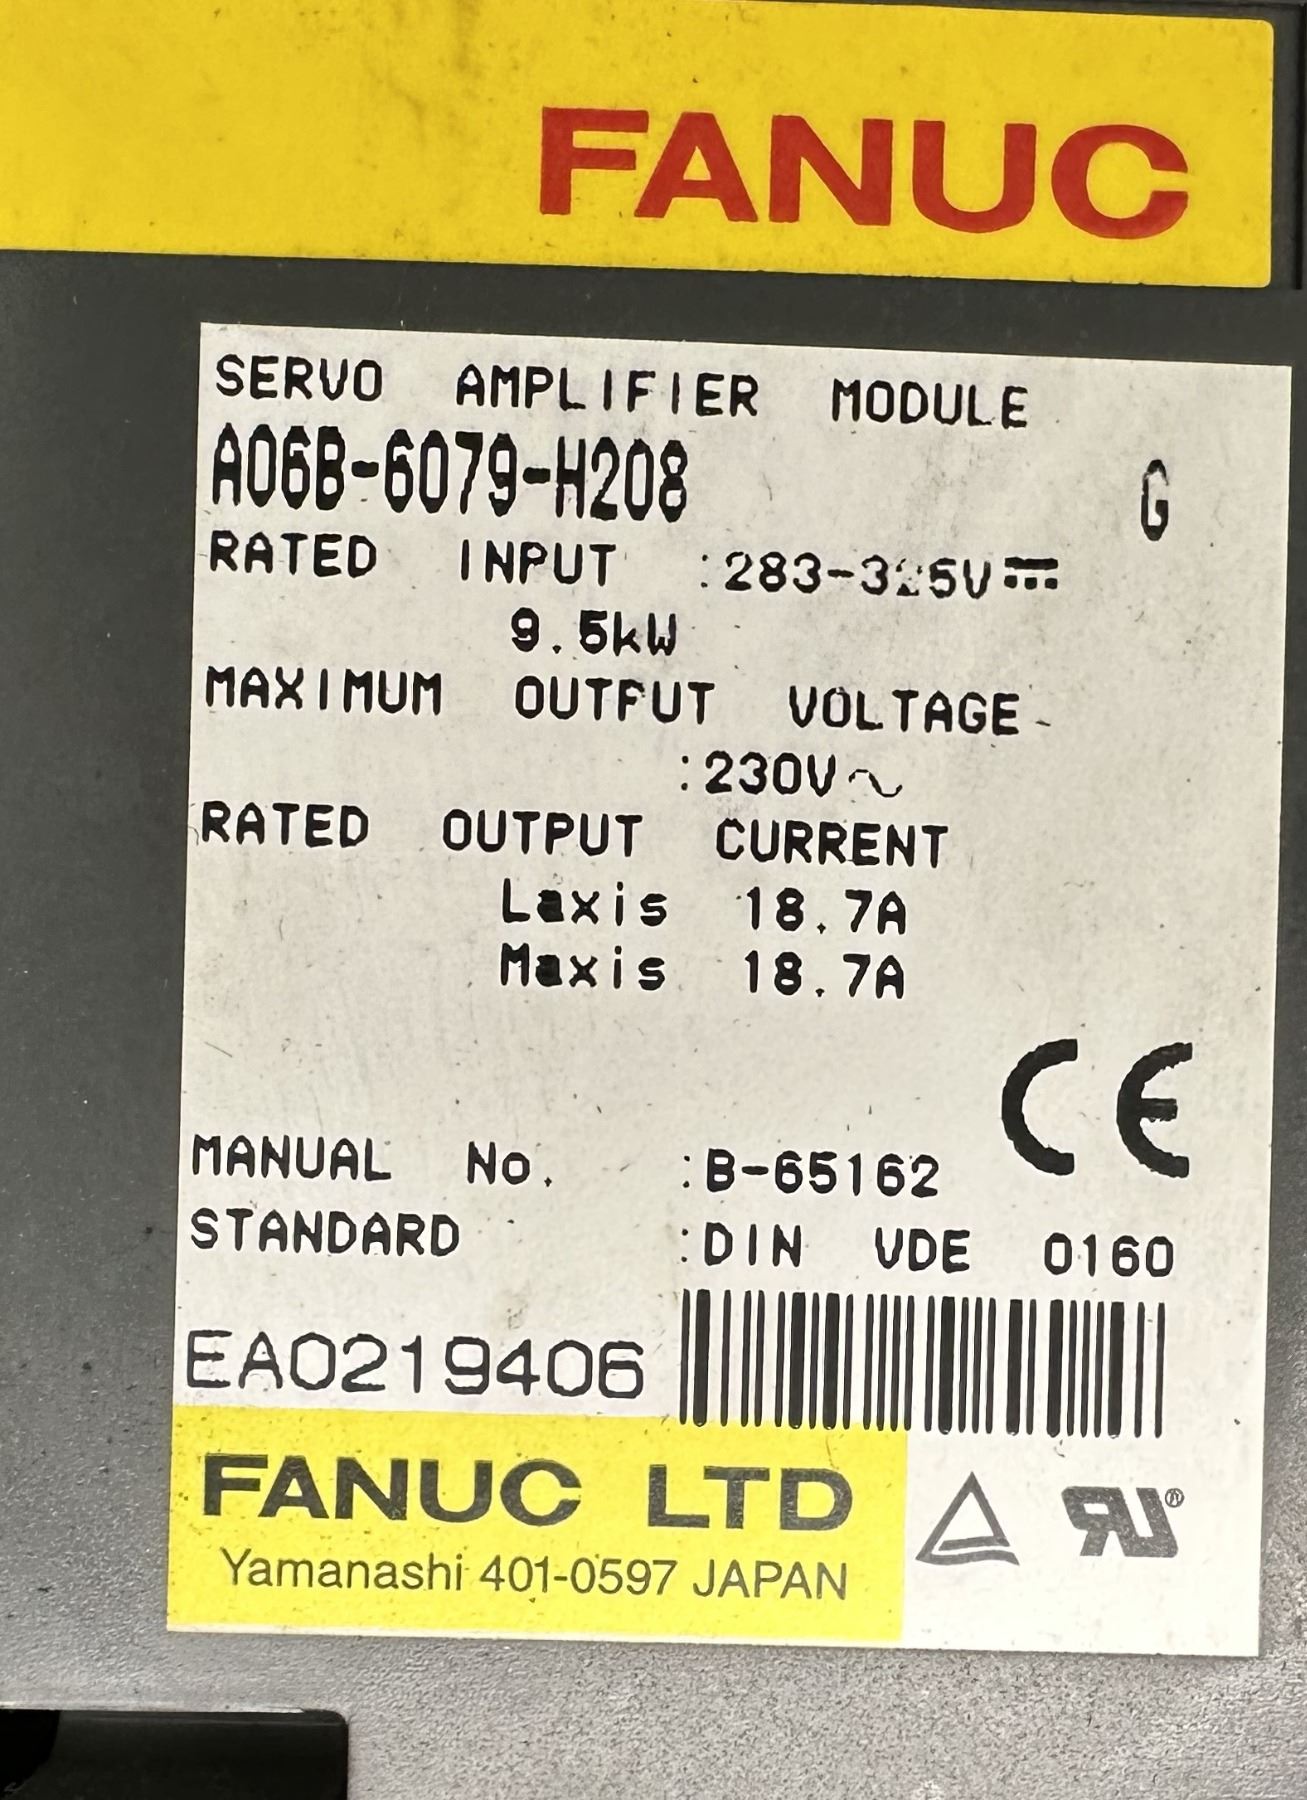 FANUC
SERVO AMPLIFIER MODULE
A06B-6079-H208 G
RATED INPUT :283-325V⎓
9.5kW
MAXIMUM OUTPUT VOLTAGE
:230V~
RATED OUTPUT CURRENT
Laxis 18.7A
Maxis 18.7A
CE
MANUAL No. :B-65162
STANDARD :DIN VDE 0160
EA0219406
FANUC LTD
Yamanashi 401-0597 JAPAN
RU®